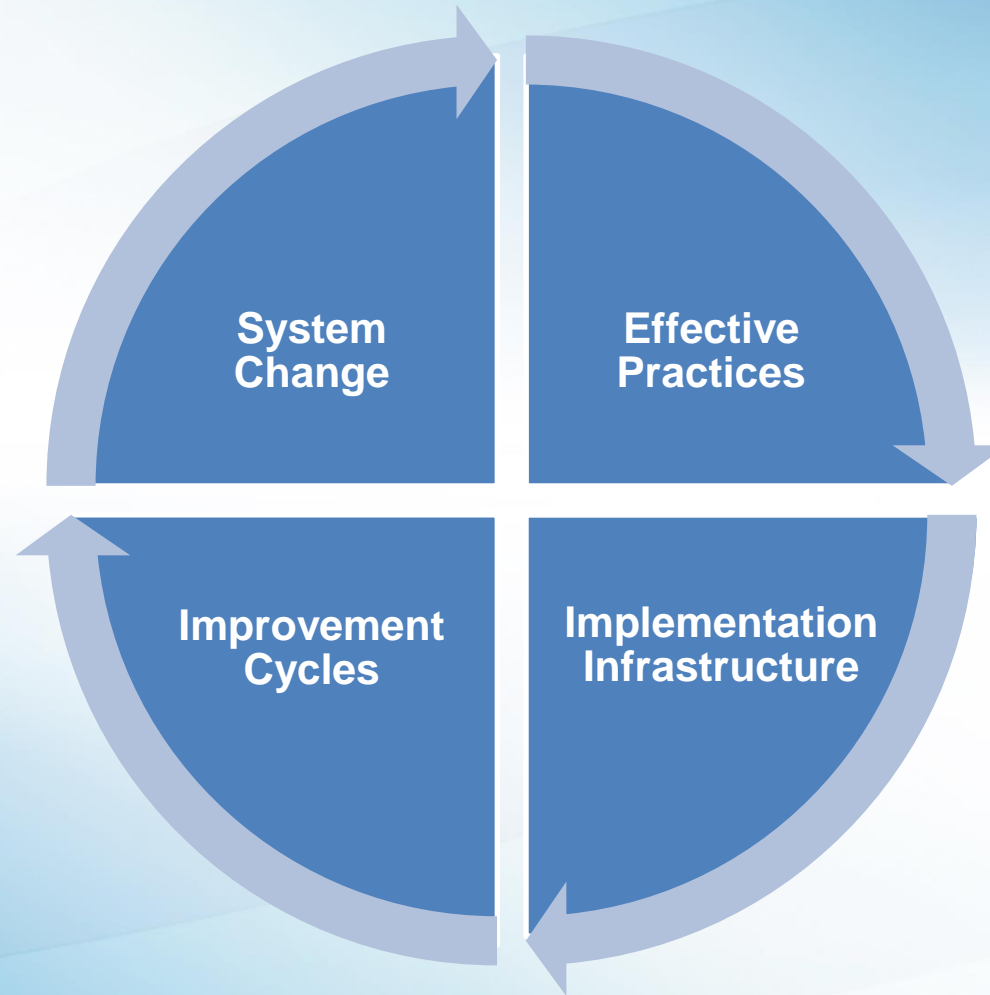 System
Change
Effective
Practices
Improvement
Cycles
Implementation
Infrastructure